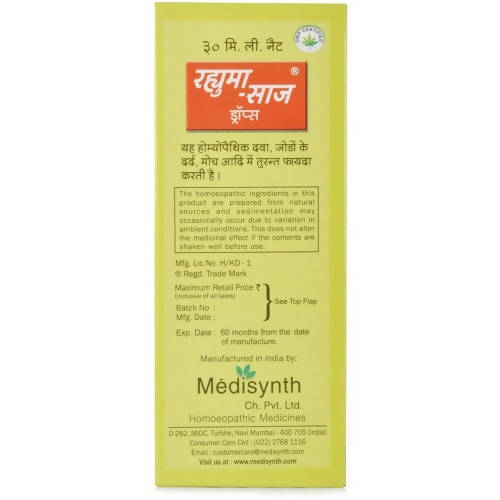 GMP CERTIFIED
३० मि. ली. नैट
रह्युमा
-साज ®
ड्रॉप्स
यह होम्योपैथिक दवा, जोडों के
दर्द, मोच आदि में तुरन्त फायदा
करती है ।
The homoeopathic ingredients in this
product are prepared from natural
sources and sedimentation may
occasionally occur due to variation in
ambient conditions. This does not alter
the medicinal effect if the contents are
shaken well before use.
Mfg. Lic.No. H/KD - 1
® Regd. Trade Mark
Maximum Retail Price ₹
(Inclusive of all taxes)
See Top Flap
Batch No :
Mfg. Date :
Exp. Date : 60 months from the date
of manufacture.
Manufactured in India by:
Medisynth
Ch. Pvt. Ltd.
Homoeopathic Medicines
D-282, MIDC, Turbhe, Navi Mumbai - 400 705 (India)
Consumer Care Cell : (022) 2768 1116
Email : customercare@medisynth.com
Visit us at : www.medisynth.com